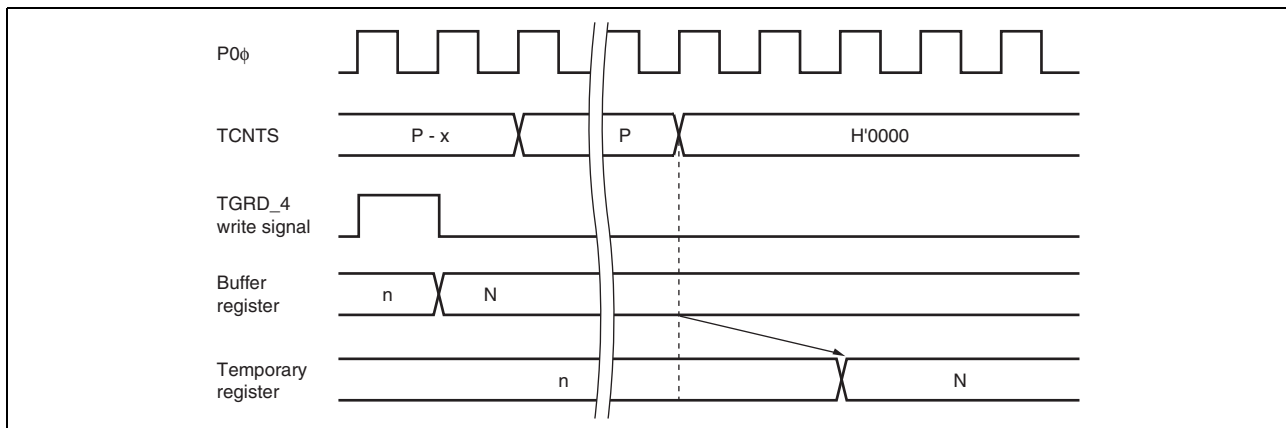 P0ϕ
TCNTS
P - x
P
H'0000
TGRD_4
write signal
Buffer
register
n
N
Temporary
register
n
N